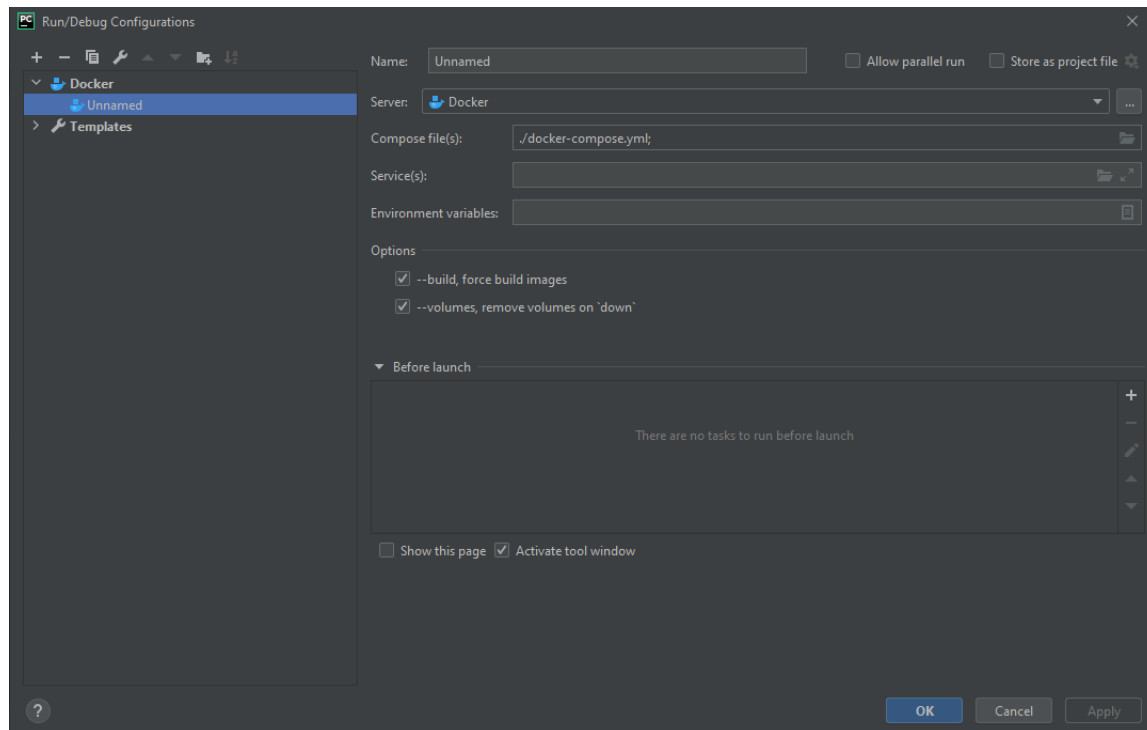 PC Run/Debug Configurations
Name: Unnamed Allow parallel run Store as project file
Docker
Unnamed
Templates
Server: Docker ...
Compose file(s): ./docker-compose.yml;
Service(s):
Environment variables:
Options
--build, force build images
--volumes, remove volumes on `down`
Before launch
There are no tasks to run before launch
Show this page Activate tool window
? OK Cancel Apply